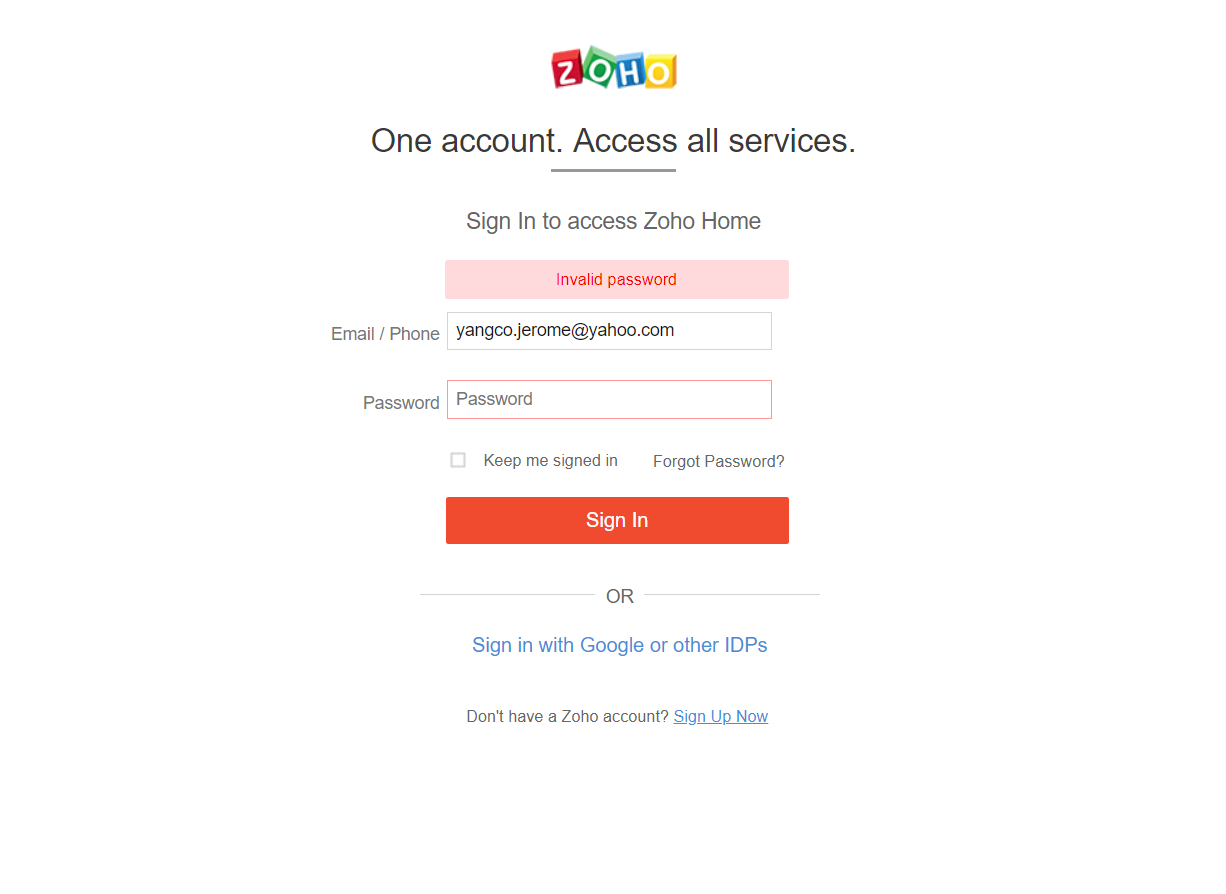 ZOHO
One account. Access all services.
Sign In to access Zoho Home
Invalid password
Email / Phone yangco.jerome@yahoo.com
Password Password
Keep me signed in Forgot Password?
Sign In
OR
Sign in with Google or other IDPs
Don't have a Zoho account? Sign Up Now